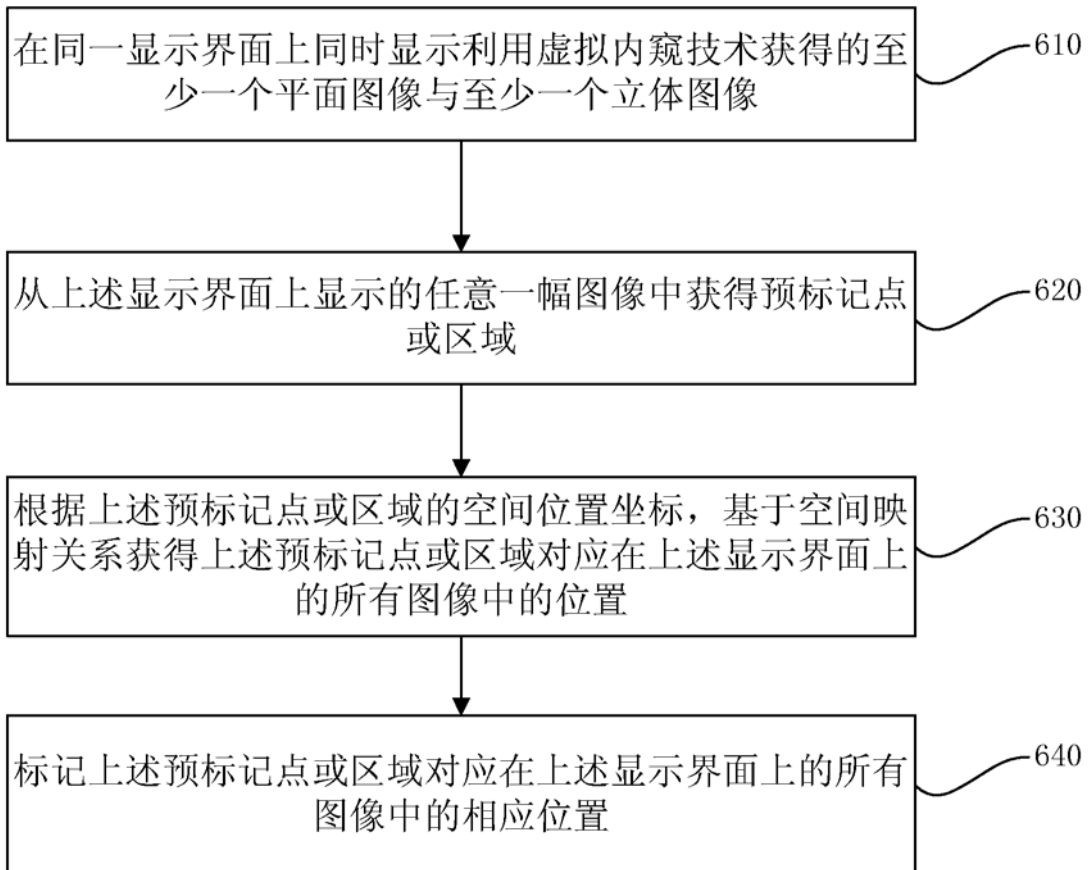 在同一显示界面上同时显示利用虚拟内窥技术获得的至
少一个平面图像与至少一个立体图像
610
从上述显示界面上显示的任意一幅图像中获得预标记点
或区域
620
根据上述预标记点或区域的空间位置坐标，基于空间映
射关系获得上述预标记点或区域对应在上述显示界面上
的所有图像中的位置
630
标记上述预标记点或区域对应在上述显示界面上的所有
图像中的相应位置
640